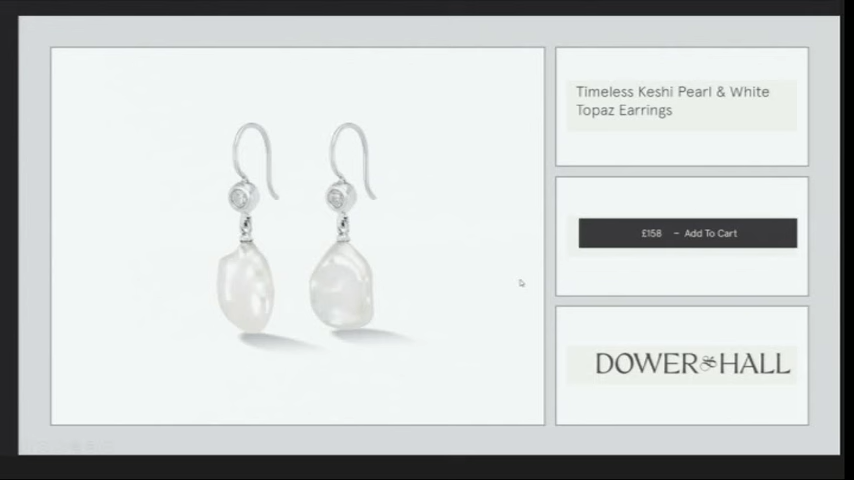 Timeless Keshi Pearl & White
Topaz Earrings
£158 – Add To Cart
DOWER & HALL